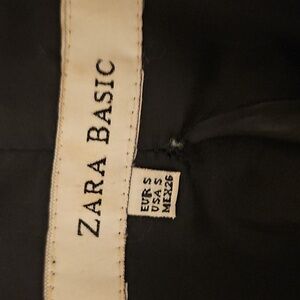 ZARA BASIC
EUR S
USA S
MEX 26